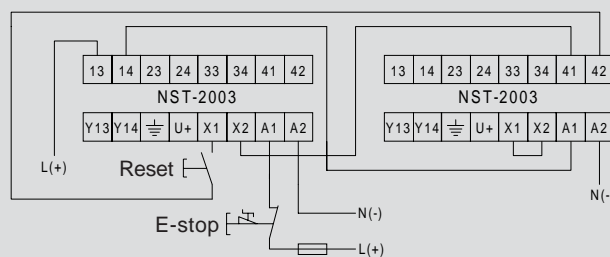 13 14 23 24 33 34 41 42
NST-2003
Y13 Y14 U+ X1 X2 A1 A2
L(+)
Reset
E-stop
N(-)
L(+)
13 14 23 24 33 34 41 42
NST-2003
Y13 Y14 U+ X1 X2 A1 A2
N(-)